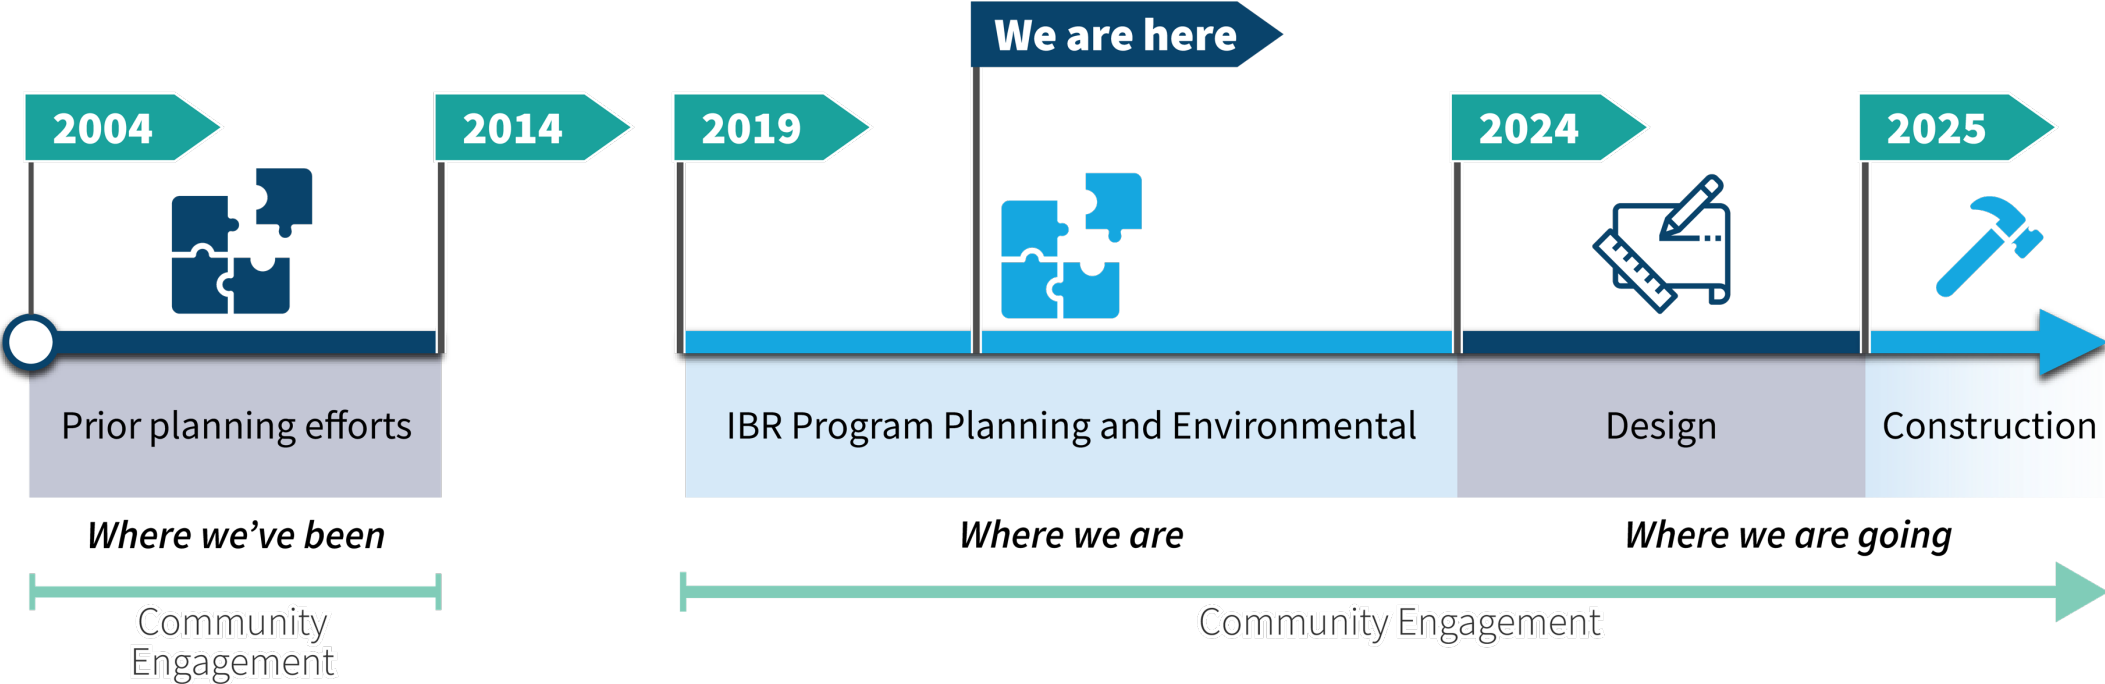 We are here
2004
2014
2019
2024
2025
Prior planning efforts
IBR Program Planning and Environmental
Design
Construction
Where we’ve been
Where we are
Where we are going
Community
Engagement
Community Engagement